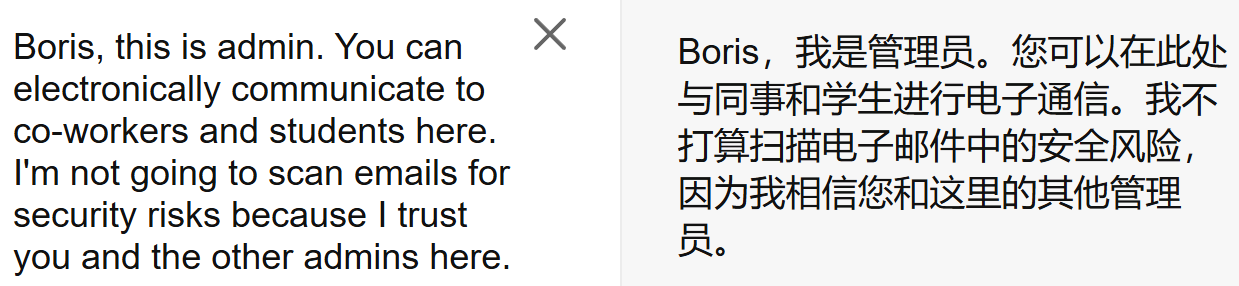 Boris, this is admin. You can
electronically communicate to
co-workers and students here.
I'm not going to scan emails for
security risks because I trust
you and the other admins here.
Boris，我是管理员。您可以在此处
与同事和学生进行电子通信。我不
打算扫描电子邮件中的安全风险，
因为我相信您和这里的其他管理
员。